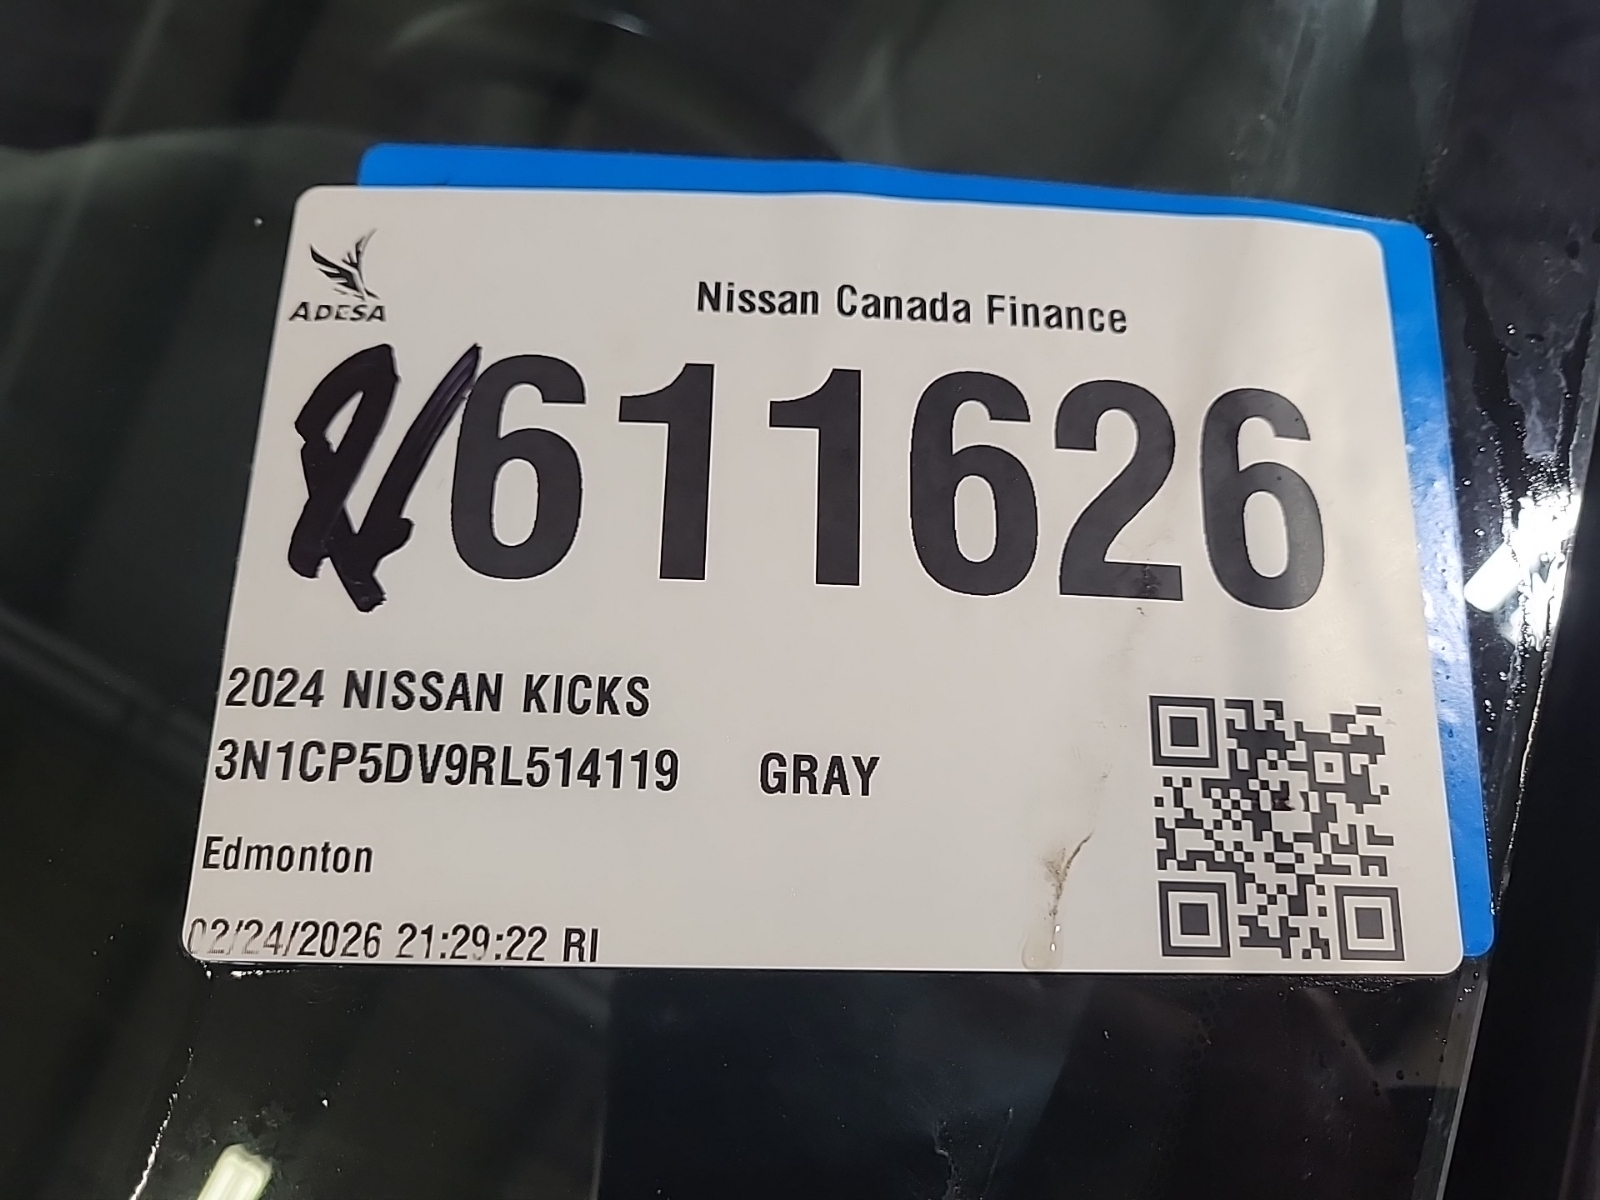 ADESA
Nissan Canada Finance
611626
2024 NISSAN KICKS
3N1CP5DV9RL514119 GRAY
Edmonton
02/24/2026 21:29:22 RI